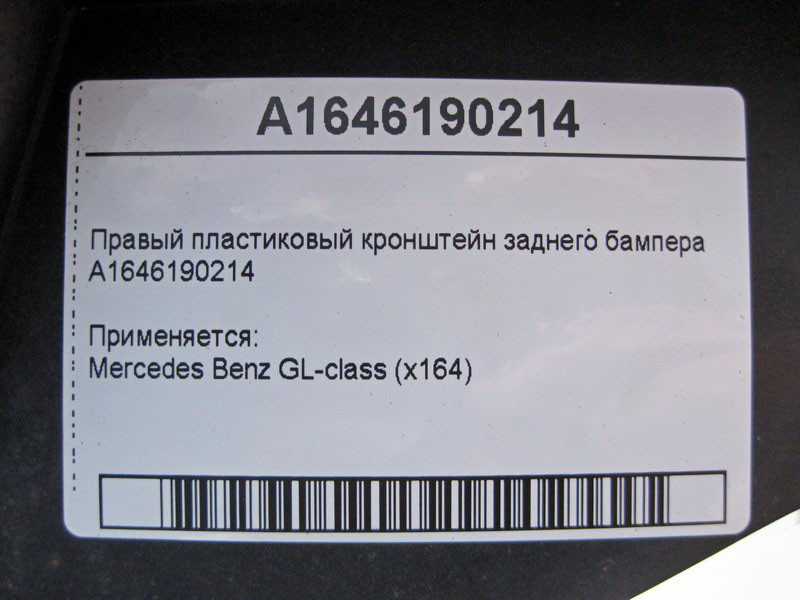 A1646190214
Правый пластиковый кронштейн заднего бампера
A1646190214
Применяется:
Mercedes Benz GL-class (x164)